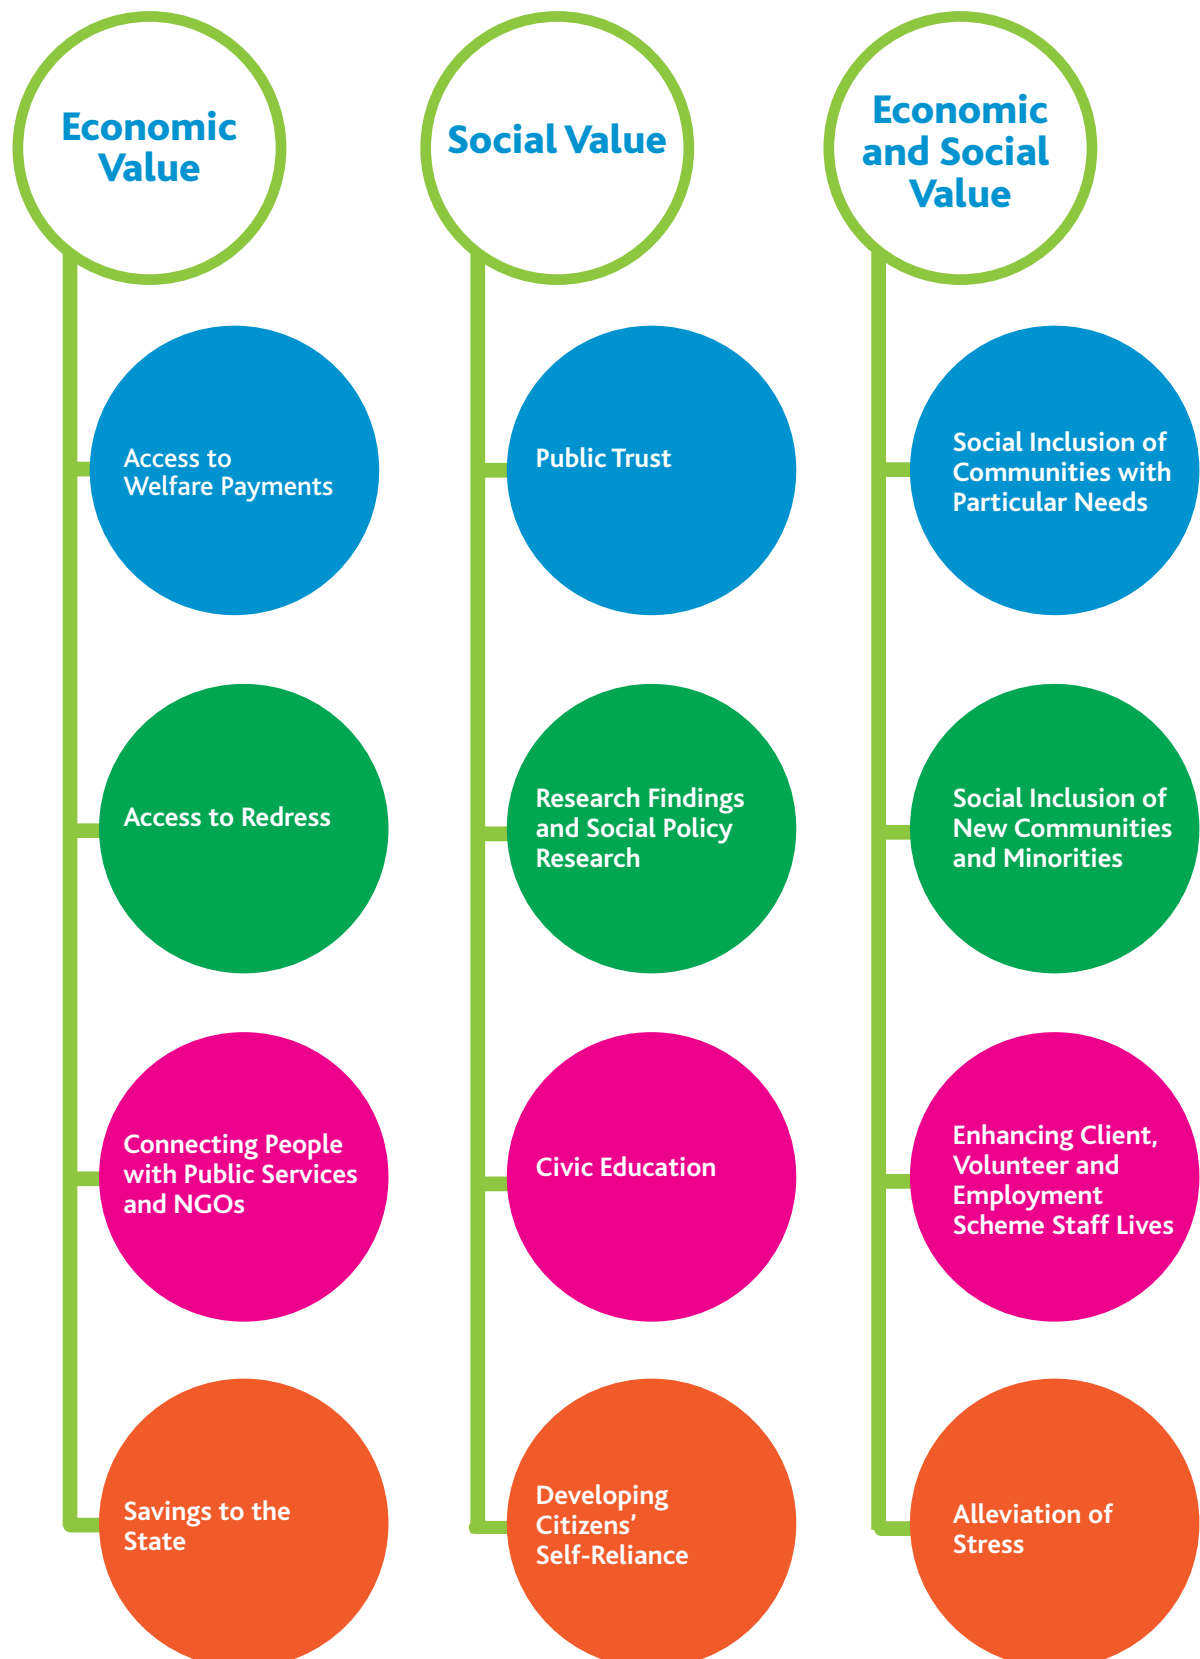 Economic
Value
Access to
Welfare Payments
Access to Redress
Connecting People
with Public Services
and NGOs
Savings to the
State
Social Value
Public Trust
Research Findings
and Social Policy
Research
Civic Education
Developing
Citizens’
Self-Reliance
Economic
and Social
Value
Social Inclusion of
Communities with
Particular Needs
Social Inclusion of
New Communities
and Minorities
Enhancing Client,
Volunteer and
Employment
Scheme Staff Lives
Alleviation of
Stress